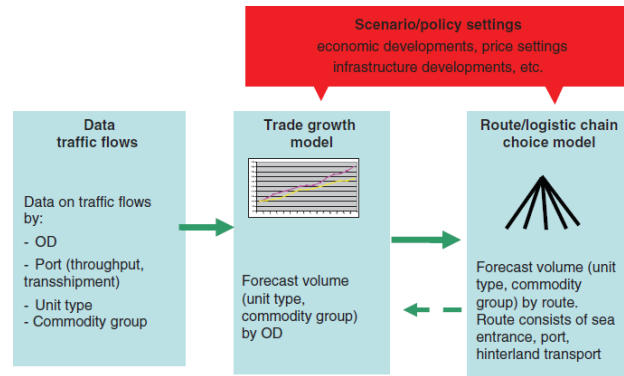 Scenario/policy settings
economic developments, price settings
infrastructure developments, etc.
Data
traffic flows
Data on traffic flows
by:
- OD
- Port (throughput,
transshipment)
- Unit type
- Commodity group
Trade growth
model
Forecast volume
(unit type,
commodity group)
by OD
Route/logistic chain
choice model
Forecast volume (unit
type, commodity
group) by route.
Route consists of sea
entrance, port,
hinterland transport